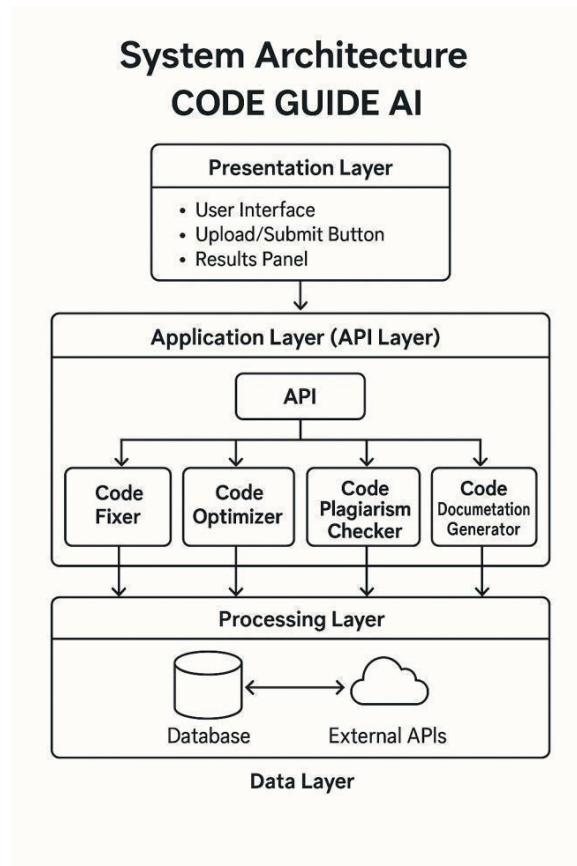 System Architecture
CODE GUIDE AI
Presentation Layer
• User Interface
• Upload/Submit Button
• Results Panel
Application Layer (API Layer)
API
Code
Fixer
Code
Optimizer
Code
Plagiarism
Checker
Code
Documetation
Generator
Processing Layer
Database
External APIs
Data Layer